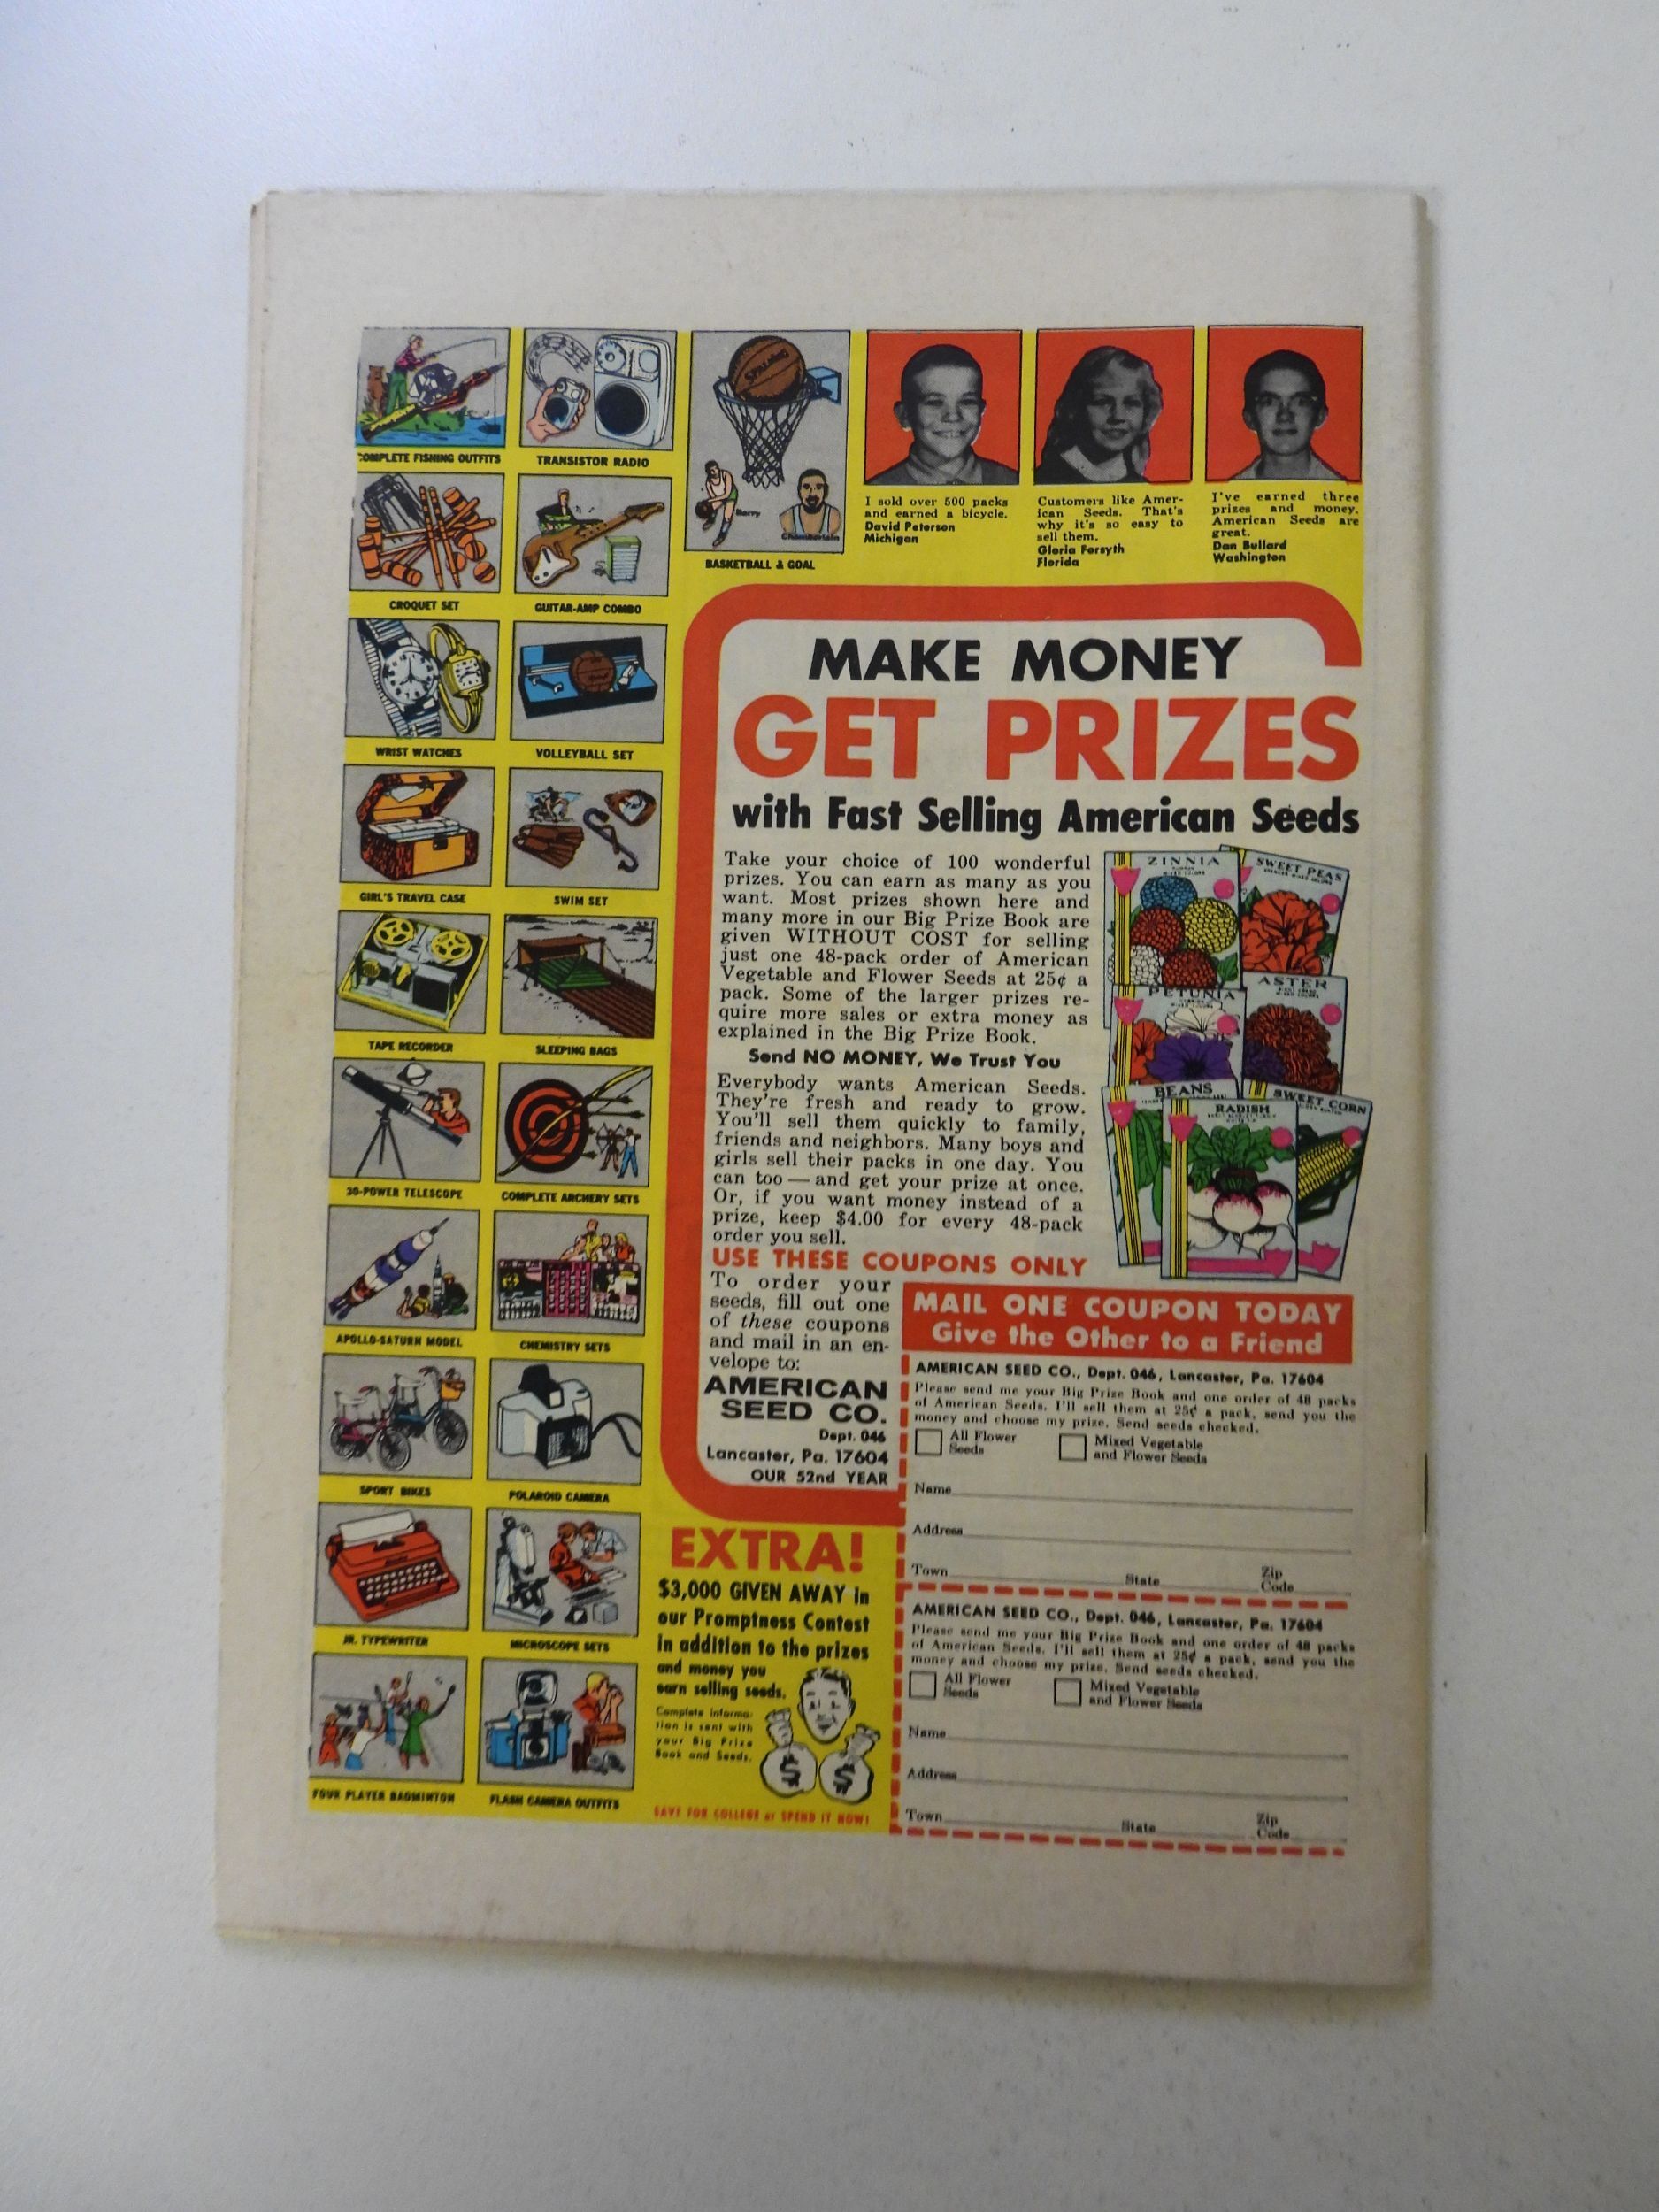 COMPLETE FISHING OUTFITS
TRANSISTOR RADIO
CROQUET SET
GUITAR-AMP COMBO
WRIST WATCHES
VOLLEYBALL SET
GIRL'S TRAVEL CASE
SWIM SET
TAPE RECORDER
SLEEPING BAGS
30-POWER TELESCOPE
COMPLETE ARCHERY SETS
APOLLO-SATURN MODEL
CHEMISTRY SETS
SPORT BIKES
POLAROID CAMERA
JR. TYPEWRITER
MICROSCOPE SETS
FOUR PLAYER BADMINTON
FLASH CAMERA OUTFITS
SPALDING
Barry
Chamberlain
BASKETBALL & GOAL
I sold over 500 packs
and earned a bicycle.
David Peterson
Michigan
Customers like Amer-
ican Seeds. That's
why it's so easy to
sell them.
Gloria Forsyth
Florida
I've earned three
prizes and money.
American Seeds are
great.
Dan Bullard
Washington
MAKE MONEY
GET PRIZES
with Fast Selling American Seeds
Take your choice of 100 wonderful
prizes. You can earn as many as you
want. Most prizes shown here and
many more in our Big Prize Book are
given WITHOUT COST for selling
just one 48-pack order of American
Vegetable and Flower Seeds at 25¢ a
pack. Some of the larger prizes re-
quire more sales or extra money as
explained in the Big Prize Book.
Send NO MONEY, We Trust You
Everybody wants American Seeds.
They're fresh and ready to grow.
You'll sell them quickly to family,
friends and neighbors. Many boys and
girls sell their packs in one day. You
can too — and get your prize at once.
Or, if you want money instead of a
prize, keep $4.00 for every 48-pack
order you sell.
ZINNIA
SWEET PEAS
PETUNIA
ASTER
BEANS
RADISH
SWEET CORN
USE THESE COUPONS ONLY
To order your
seeds, fill out one
of these coupons
and mail in an en-
velope to:
AMERICAN
SEED CO.
Dept. 046
Lancaster, Pa. 17604
OUR 52nd YEAR
MAIL ONE COUPON TODAY
Give the Other to a Friend
AMERICAN SEED CO., Dept. 046, Lancaster, Pa. 17604
Please send me your Big Prize Book and one order of 48 packs
of American Seeds. I'll sell them at 25¢ a pack, send you the
money and choose my prize. Send seeds checked.
All Flower
Seeds
Mixed Vegetable
and Flower Seeds
Name
Address
Town State Zip
Code
AMERICAN SEED CO., Dept. 046, Lancaster, Pa. 17604
Please send me your Big Prize Book and one order of 48 packs
of American Seeds. I'll sell them at 25¢ a pack, send you the
money and choose my prize. Send seeds checked.
All Flower
Seeds
Mixed Vegetable
and Flower Seeds
Name
Address
Town State Zip
Code
EXTRA!
$3,000 GIVEN AWAY in
our Promptness Contest
in addition to the prizes
and money you
earn selling seeds.
Complete informa-
tion is sent with
your Big Prize
Book and Seeds.
$ $
SAVE FOR COLLEGE or SPEND IT NOW!